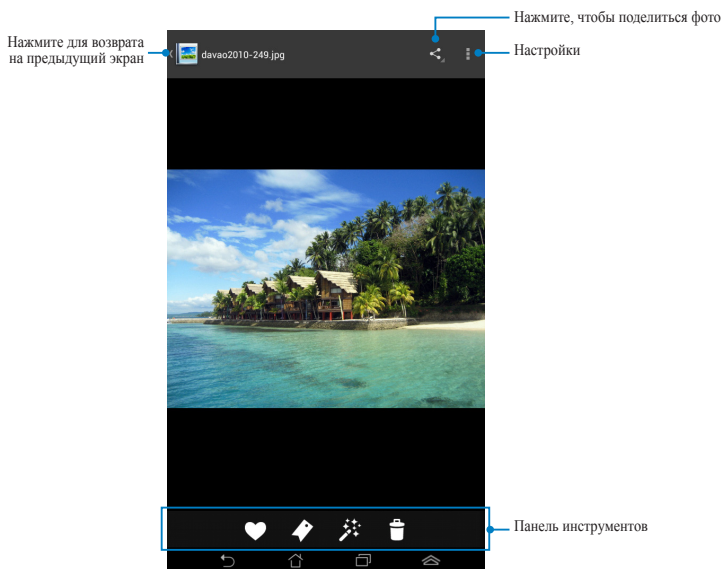 Нажмите, чтобы поделиться фото
Нажмите для возврата
на предыдущий экран
davao2010-249.jpg
Настройки
Панель инструментов